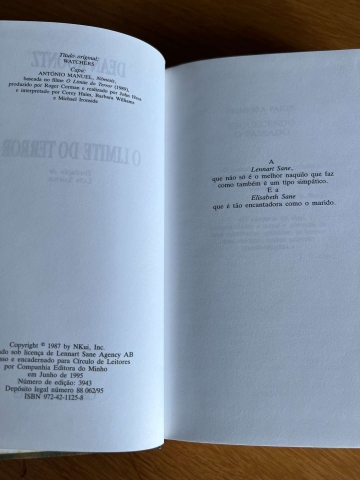 Título original:
WATCHERS
Capa:
ANTÓNIO MANUEL, Némesis,
baseada no filme O Limite do Terror (1988),
produzido por Roger Corman e realizado por John Hess
e interpretado por Corey Haim, Barbara Williams
e Michael Ironside
O LIMITE DO TERROR
Copyright © 1987 by NKui, Inc.
sob licença de Lennart Sane Agency AB
e encadernado para Círculo de Leitores
por Companhia Editora do Minho
em Junho de 1995
Número de edição: 3943
Depósito legal número 88.062/95
ISBN 972-42-1125-8
A
Lennart Sane,
que não só é o melhor naquilo que faz
como também é um tipo simpático.
E a
Elisabeth Sane
que é tão encantadora como o marido.